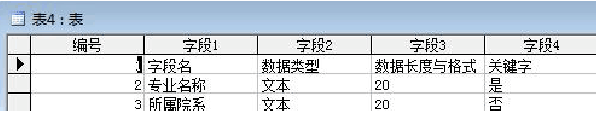 表4：表
编号 字段1 字段2 字段3 字段4
1 字段名 数据类型 数据长度与格式 关键字
2 专业名称 文本 20 是
3 所属院系 文本 20 否